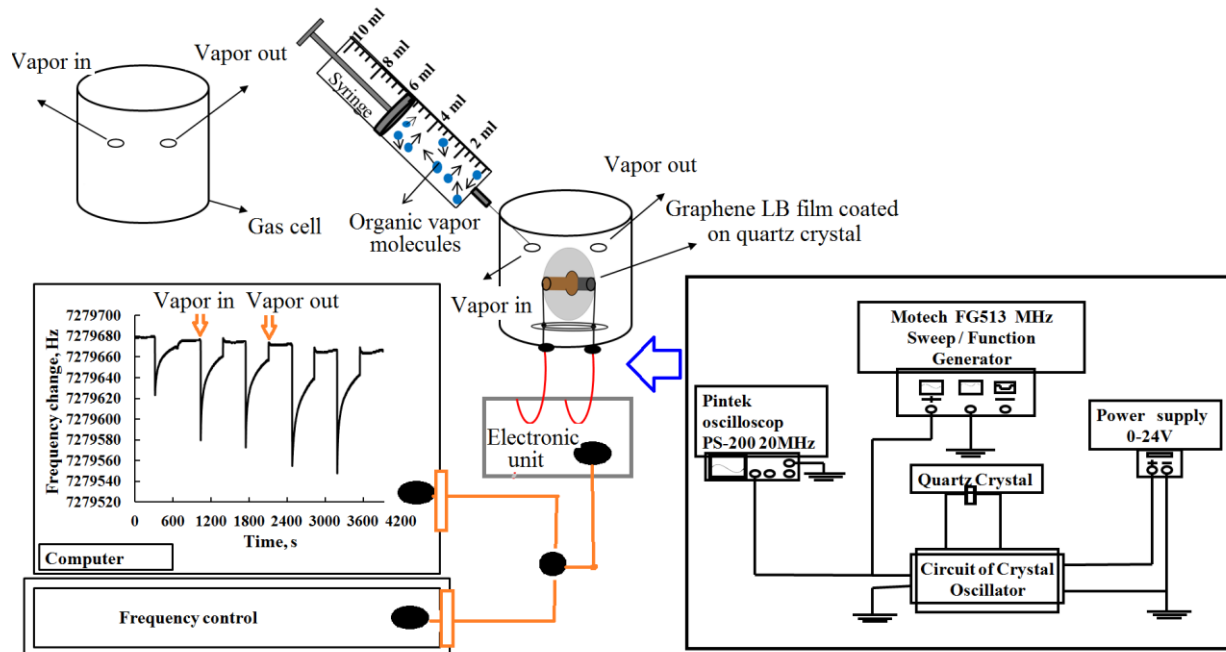 Vapor in
Vapor out
Gas cell
Syringe
10 ml
8 ml
6 ml
4 ml
2 ml
Organic vapor
molecules
Vapor out
Graphene LB film coated
on quartz crystal
Vapor in
Electronic
unit
Vapor in
Vapor out
Frequency change, Hz
7279700
7279680
7279660
7279640
7279620
7279600
7279580
7279560
7279540
7279520
0
600
1200
1800
2400
3000
3600
4200
Time, s
Computer
Frequency control
Motech FG513 MHz
Sweep / Function
Generator
Pintek
oscilloscop
PS-200 20MHz
Power supply
0-24V
Quartz Crystal
Circuit of Crystal
Oscillator